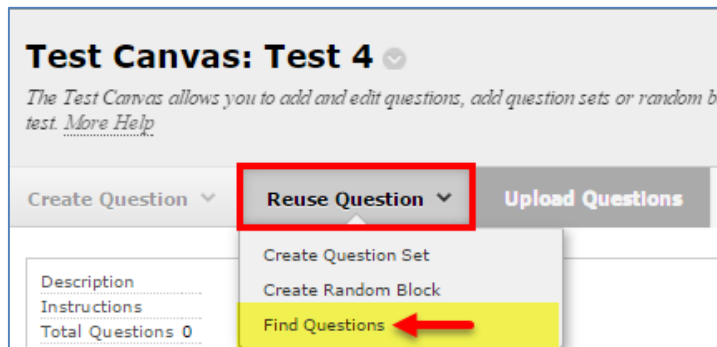 Test Canvas: Test 4
The Test Canvas allows you to add and edit questions, add question sets or random b
test. More Help
Create Question Reuse Question Upload Questions
Create Question Set
Description
Create Random Block
Instructions
Find Questions
Total Questions 0